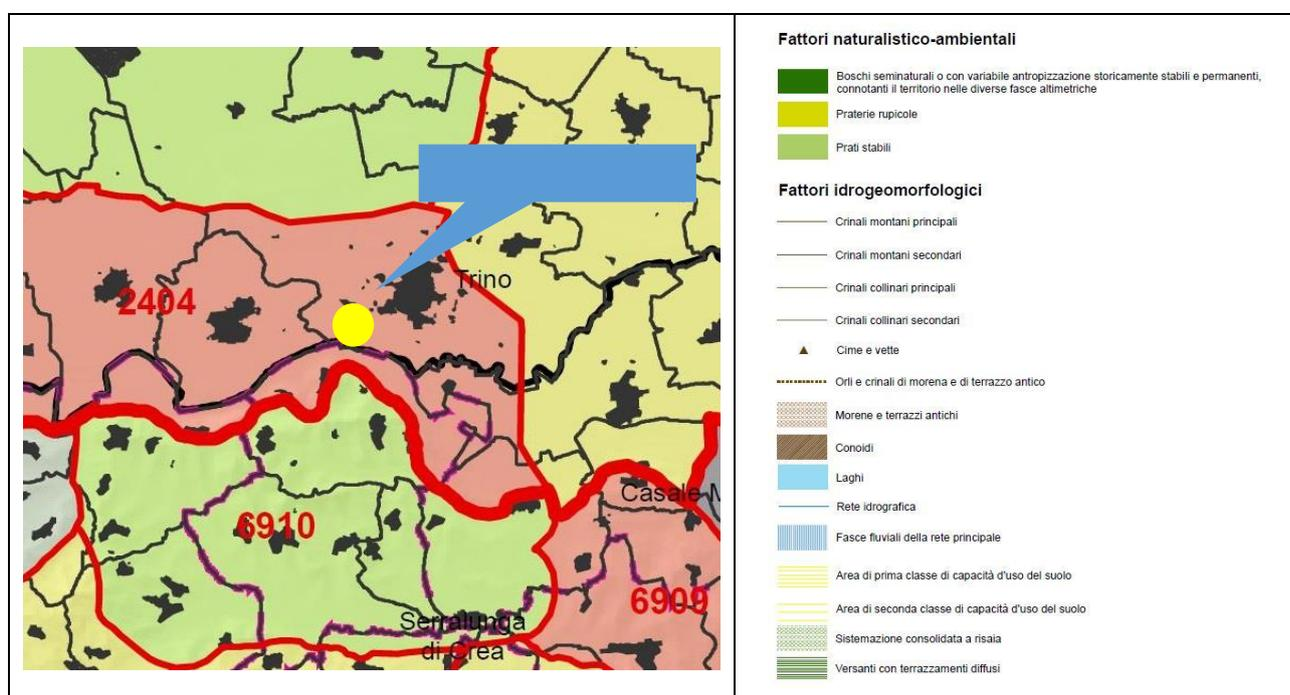 Trino
2404
Casale M
6910
6909
Serralunga
di Crea
Fattori naturalistico-ambientali
Boschi seminaturali o con variabile antropizzazione storicamente stabili e permanenti,
connotanti il territorio nelle diverse fasce altimetriche
Praterie rupicole
Prati stabili
Fattori idrogeomorfologici
Crinali montani principali
Crinali montani secondari
Crinali collinari principali
Crinali collinari secondari
Cime e vette
Orli e crinali di morena e di terrazzo antico
Morene e terrazzi antichi
Conoidi
Laghi
Rete idrografica
Fasce fluviali della rete principale
Area di prima classe di capacità d'uso del suolo
Area di seconda classe di capacità d'uso del suolo
Sistemazione consolidata a risaia
Versanti con terrazzamenti diffusi